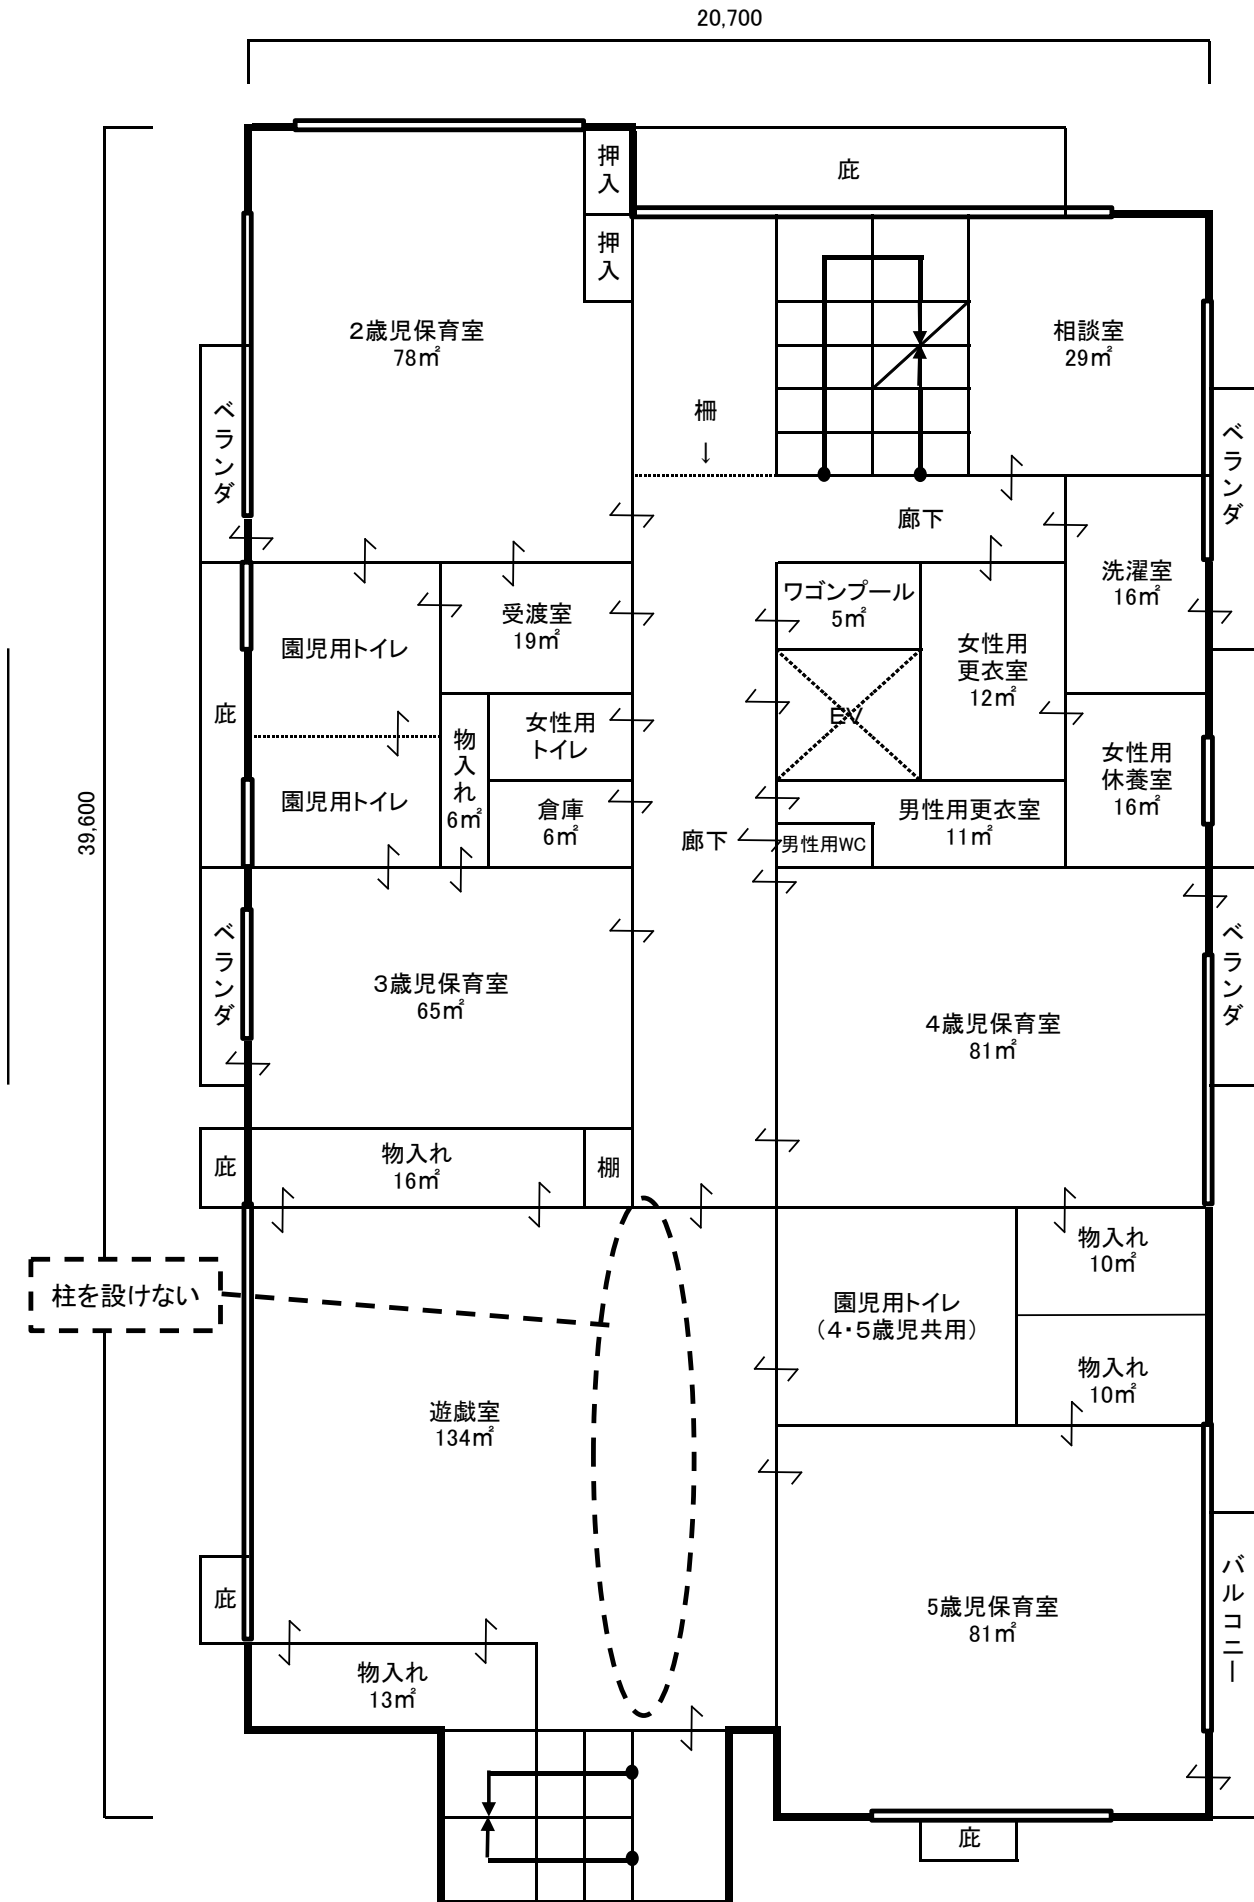 20,700
39,600
庇
押入
押入
2歳児保育室
78㎡
相談室
29㎡
柵
↓
ベランダ
ベランダ
廊下
洗濯室
16㎡
ワゴンプール
5㎡
受渡室
19㎡
園児用トイレ
女性用
更衣室
12㎡
庇
EV
女性用
トイレ
物入れ
6㎡
女性用
休養室
16㎡
園児用トイレ
倉庫
6㎡
男性用更衣室
11㎡
廊下
男性用WC
ベランダ
3歳児保育室
65㎡
ベランダ
4歳児保育室
81㎡
庇
物入れ
16㎡
棚
物入れ
10㎡
柱を設けない
園児用トイレ
(4・5歳児共用)
物入れ
10㎡
遊戯室
134㎡
庇
5歳児保育室
81㎡
バルコニー
物入れ
13㎡
庇